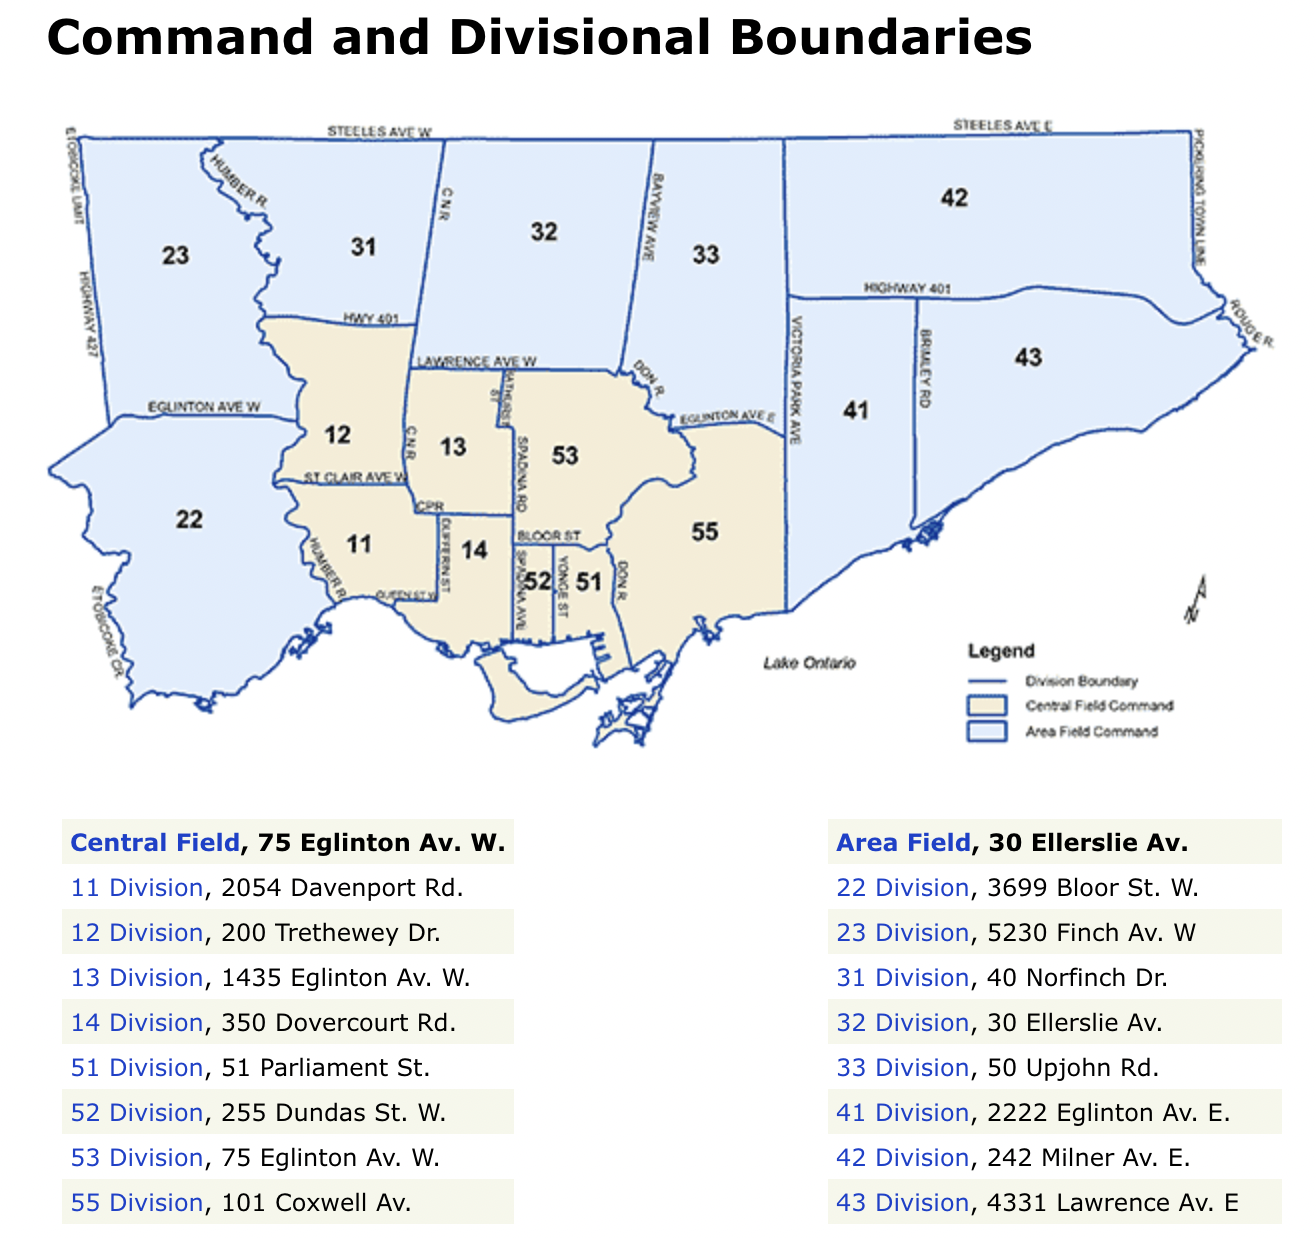 Command and Divisional Boundaries
STEELES AVE W
STEELES AVE E
ETOBICOKE LIMIT
HUMBER R.
C N R
BAYVIEW AVE
PICKERING TOWN LINE
42
23
31
32
33
HIGHWAY 427
HWY 401
HIGHWAY 401
ROUGE R.
VICTORIA PARK AVE
BRIMLEY RD
43
LAWRENCE AVE W
DON R.
BATHURST ST
EGLINTON AVE W
EGLINTON AVE E
41
12
C N R
13
SPADINA RD
53
ST CLAIR AVE W
CPR
22
11
DUFFERIN ST
14
BLOOR ST
55
HUMBER R.
SPADINA AVE
52
YONGE ST
51
DON R.
QUEEN ST W
ETOBICOKE CR.
N
Lake Ontario
Legend
Division Boundary
Central Field Command
Area Field Command
Central Field, 75 Eglinton Av. W.
11 Division, 2054 Davenport Rd.
12 Division, 200 Trethewey Dr.
13 Division, 1435 Eglinton Av. W.
14 Division, 350 Dovercourt Rd.
51 Division, 51 Parliament St.
52 Division, 255 Dundas St. W.
53 Division, 75 Eglinton Av. W.
55 Division, 101 Coxwell Av.
Area Field, 30 Ellerslie Av.
22 Division, 3699 Bloor St. W.
23 Division, 5230 Finch Av. W
31 Division, 40 Norfinch Dr.
32 Division, 30 Ellerslie Av.
33 Division, 50 Upjohn Rd.
41 Division, 2222 Eglinton Av. E.
42 Division, 242 Milner Av. E.
43 Division, 4331 Lawrence Av. E